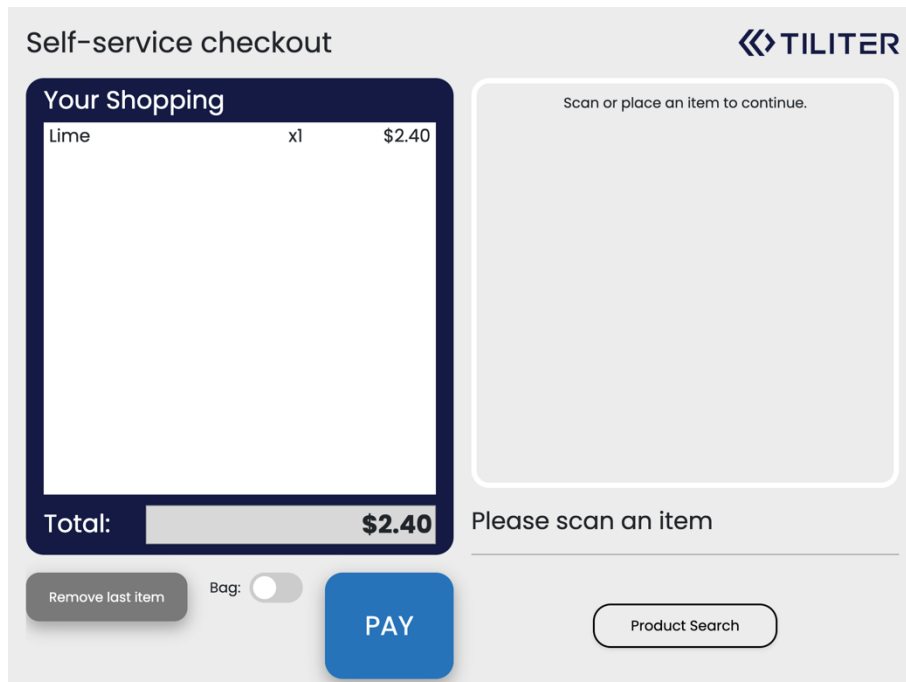 Self-service checkout
TILITER
Your Shopping
Lime x1 $2.40
Total: $2.40
Remove last item
Bag:
PAY
Scan or place an item to continue.
Please scan an item
Product Search